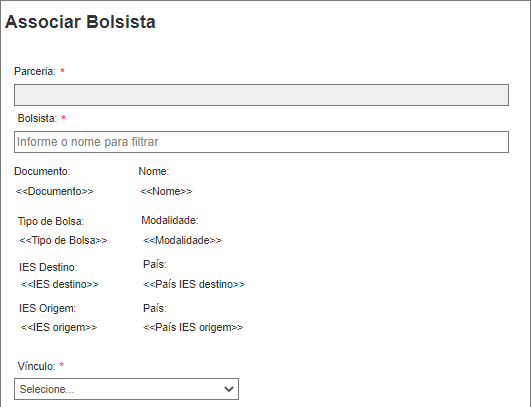 Associar Bolsista
Parceria: *
Bolsista: *
Informe o nome para filtrar
Documento: Nome:
<<Documento>> <<Nome>>
Tipo de Bolsa: Modalidade:
<<Tipo de Bolsa>> <<Modalidade>>
IES Destino: País:
<<IES destino>> <<País IES destino>>
IES Origem: País:
<<IES origem>> <<País IES origem>>
Vínculo: *
Selecione...